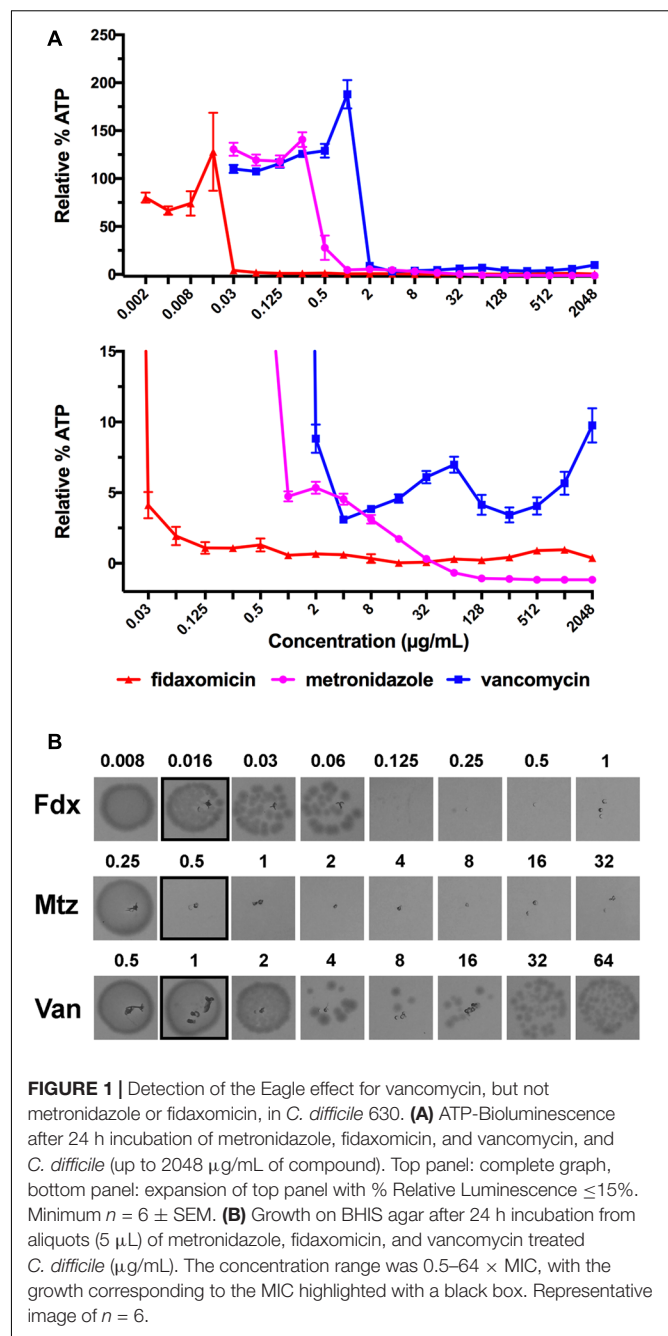 A
Relative % ATP
250
200
150
100
50
0
0.002 0.008 0.03 0.125 0.5 2 8 32 128 512 2048
Relative % ATP
15
10
5
0
0.03 0.125 0.5 2 8 32 128 512 2048
Concentration (µg/mL)
fidaxomicin metronidazole vancomycin
B
0.008 0.016 0.03 0.06 0.125 0.25 0.5 1
Fdx
0.25 0.5 1 2 4 8 16 32
Mtz
0.5 1 2 4 8 16 32 64
Van
FIGURE 1 | Detection of the Eagle effect for vancomycin, but not
metronidazole or fidaxomicin, in C. difficile 630. (A) ATP-Bioluminescence
after 24 h incubation of metronidazole, fidaxomicin, and vancomycin, and
C. difficile (up to 2048 µg/mL of compound). Top panel: complete graph,
bottom panel: expansion of top panel with % Relative Luminescence ≤15%.
Minimum n = 6 ± SEM. (B) Growth on BHIS agar after 24 h incubation from
aliquots (5 µL) of metronidazole, fidaxomicin, and vancomycin treated
C. difficile (µg/mL). The concentration range was 0.5–64 × MIC, with the
growth corresponding to the MIC highlighted with a black box. Representative
image of n = 6.